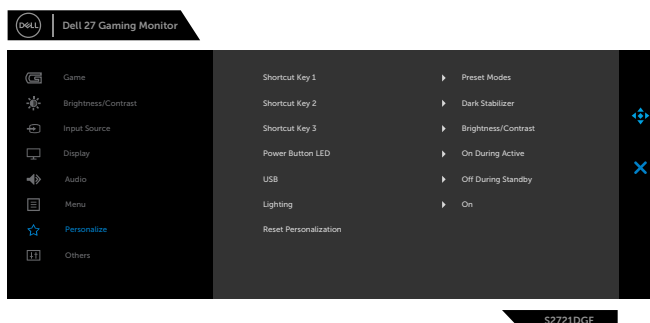 DELL
Dell 27 Gaming Monitor
Game
Shortcut Key 1
Preset Modes
Brightness/Contrast
Shortcut Key 2
Dark Stabilizer
Input Source
Shortcut Key 3
Brightness/Contrast
Display
Power Button LED
On During Active
Audio
USB
Off During Standby
Menu
Lighting
On
Personalize
Reset Personalization
Others